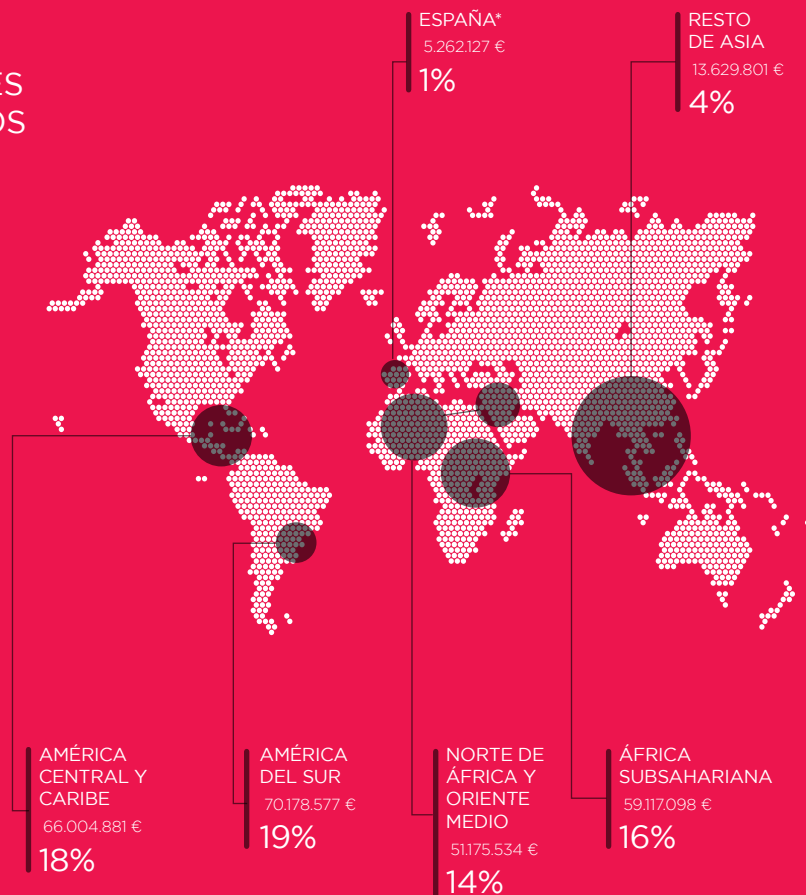 ESPAÑA*
5.262.127 €
1%
RESTO
DE ASIA
13.629.801 €
4%
AMÉRICA
CENTRAL Y
CARIBE
66.004.881 €
18%
AMÉRICA
DEL SUR
70.178.577 €
19%
NORTE DE
ÁFRICA Y
ORIENTE
MEDIO
51.175.534 €
14%
ÁFRICA
SUBSAHARIANA
59.117.098 €
16%